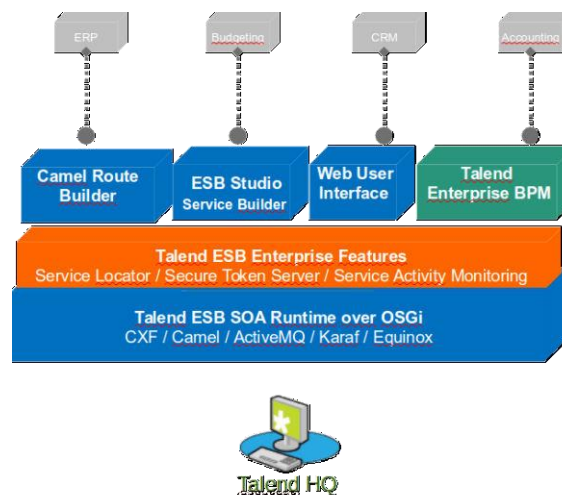 ERP
Budgeting
CRM
Accounting
Camel Route
Builder
ESB Studio
Service Builder
Web User
Interface
Talend
Enterprise BPM
Talend ESB Enterprise Features
Service Locator / Secure Token Server / Service Activity Monitoring
Talend ESB SOA Runtime over OSGi
CXF / Camel / ActiveMQ / Karaf / Equinox
Talend HQ